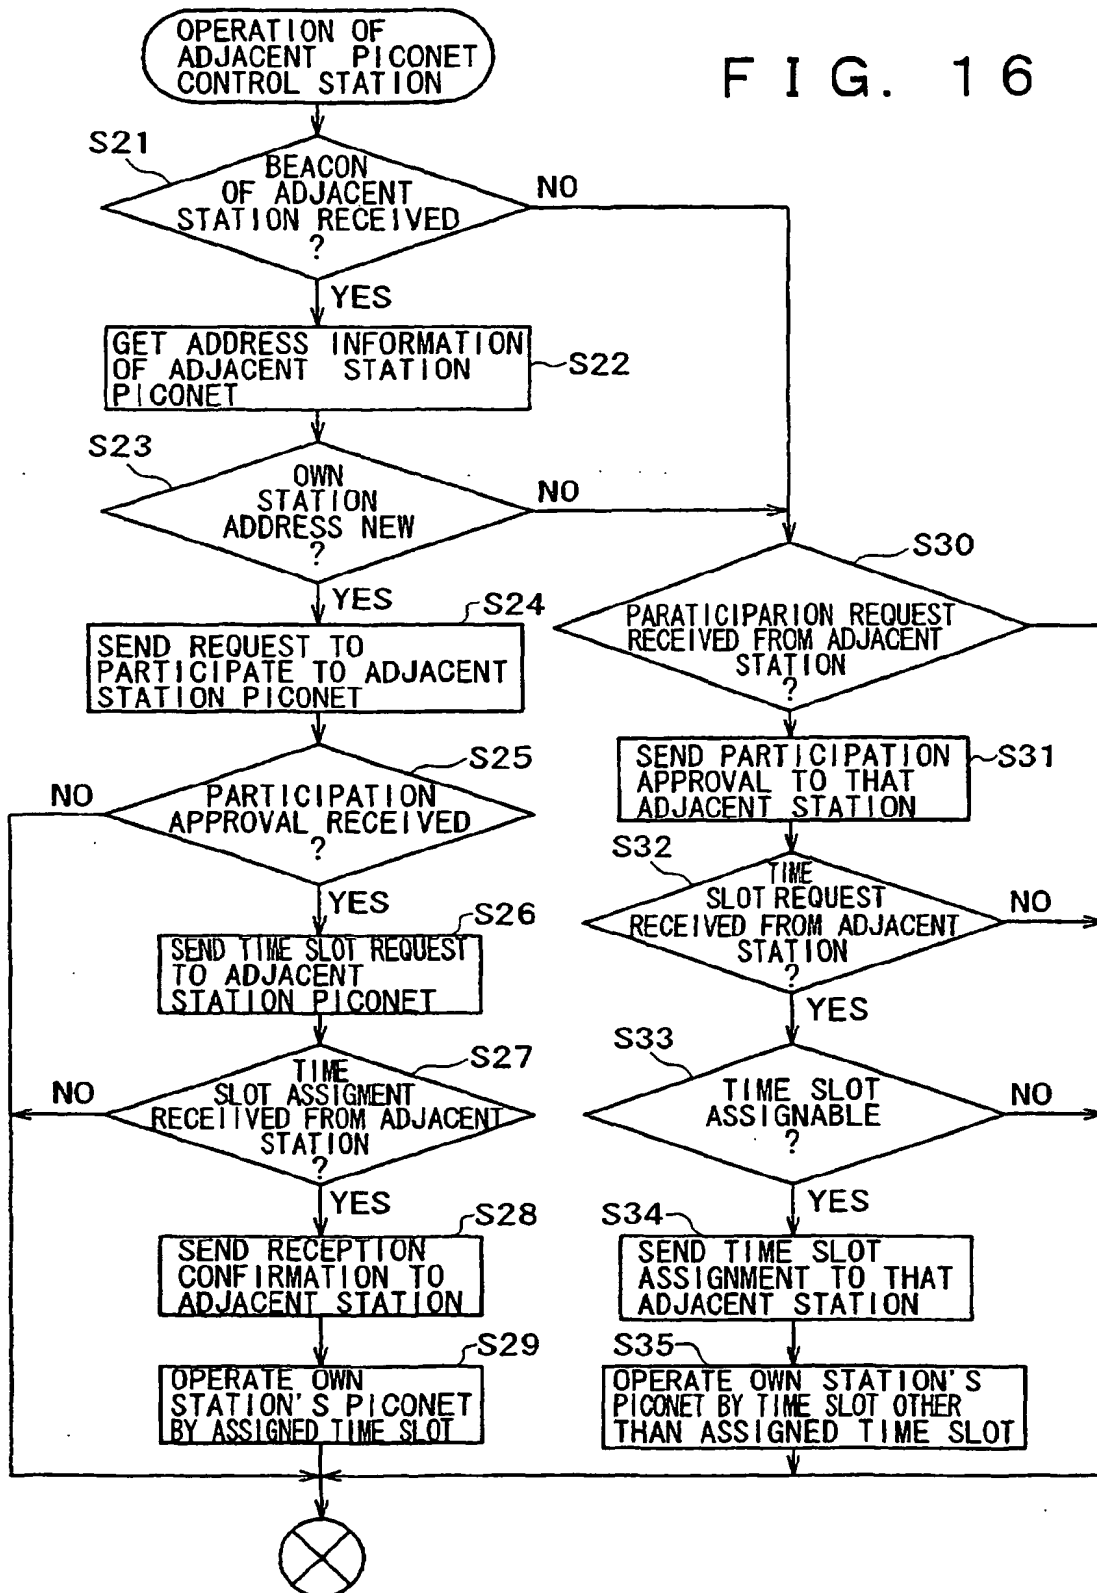 FIG. 16
OPERATION OF
ADJACENT PICONET
CONTROL STATION
S21
BEACON
OF ADJACENT
STATION RECEIVED
?
NO
YES
GET ADDRESS INFORMATION
OF ADJACENT STATION
PICONET
S22
S23
OWN
STATION
ADDRESS NEW
?
NO
YES
S24
SEND REQUEST TO
PARTICIPATE TO ADJACENT
STATION PICONET
S25
NO
PARTICIPATION
APPROVAL RECEIVED
?
YES
S26
SEND TIME SLOT REQUEST
TO ADJACENT
STATION PICONET
S27
NO
TIME
SLOT ASSIGMENT
RECEIIVED FROM ADJACENT
STATION
?
YES
S28
SEND RECEPTION
CONFIRMATION TO
ADJACENT STATION
S29
OPERATE OWN
STATION'S PICONET
BY ASSIGNED TIME SLOT
S30
PARATICIPARION REQUEST
RECEIVED FROM ADJACENT
STATION
?
SEND PARTICIPATION
APPROVAL TO THAT
ADJACENT STATION
S31
S32
TIME
SLOT REQUEST
RECEIVED FROM ADJACENT
STATION
?
NO
YES
S33
TIME SLOT
ASSIGNABLE
?
NO
YES
S34
SEND TIME SLOT
ASSIGNMENT TO THAT
ADJACENT STATION
S35
OPERATE OWN STATION'S
PICONET BY TIME SLOT OTHER
THAN ASSIGNED TIME SLOT